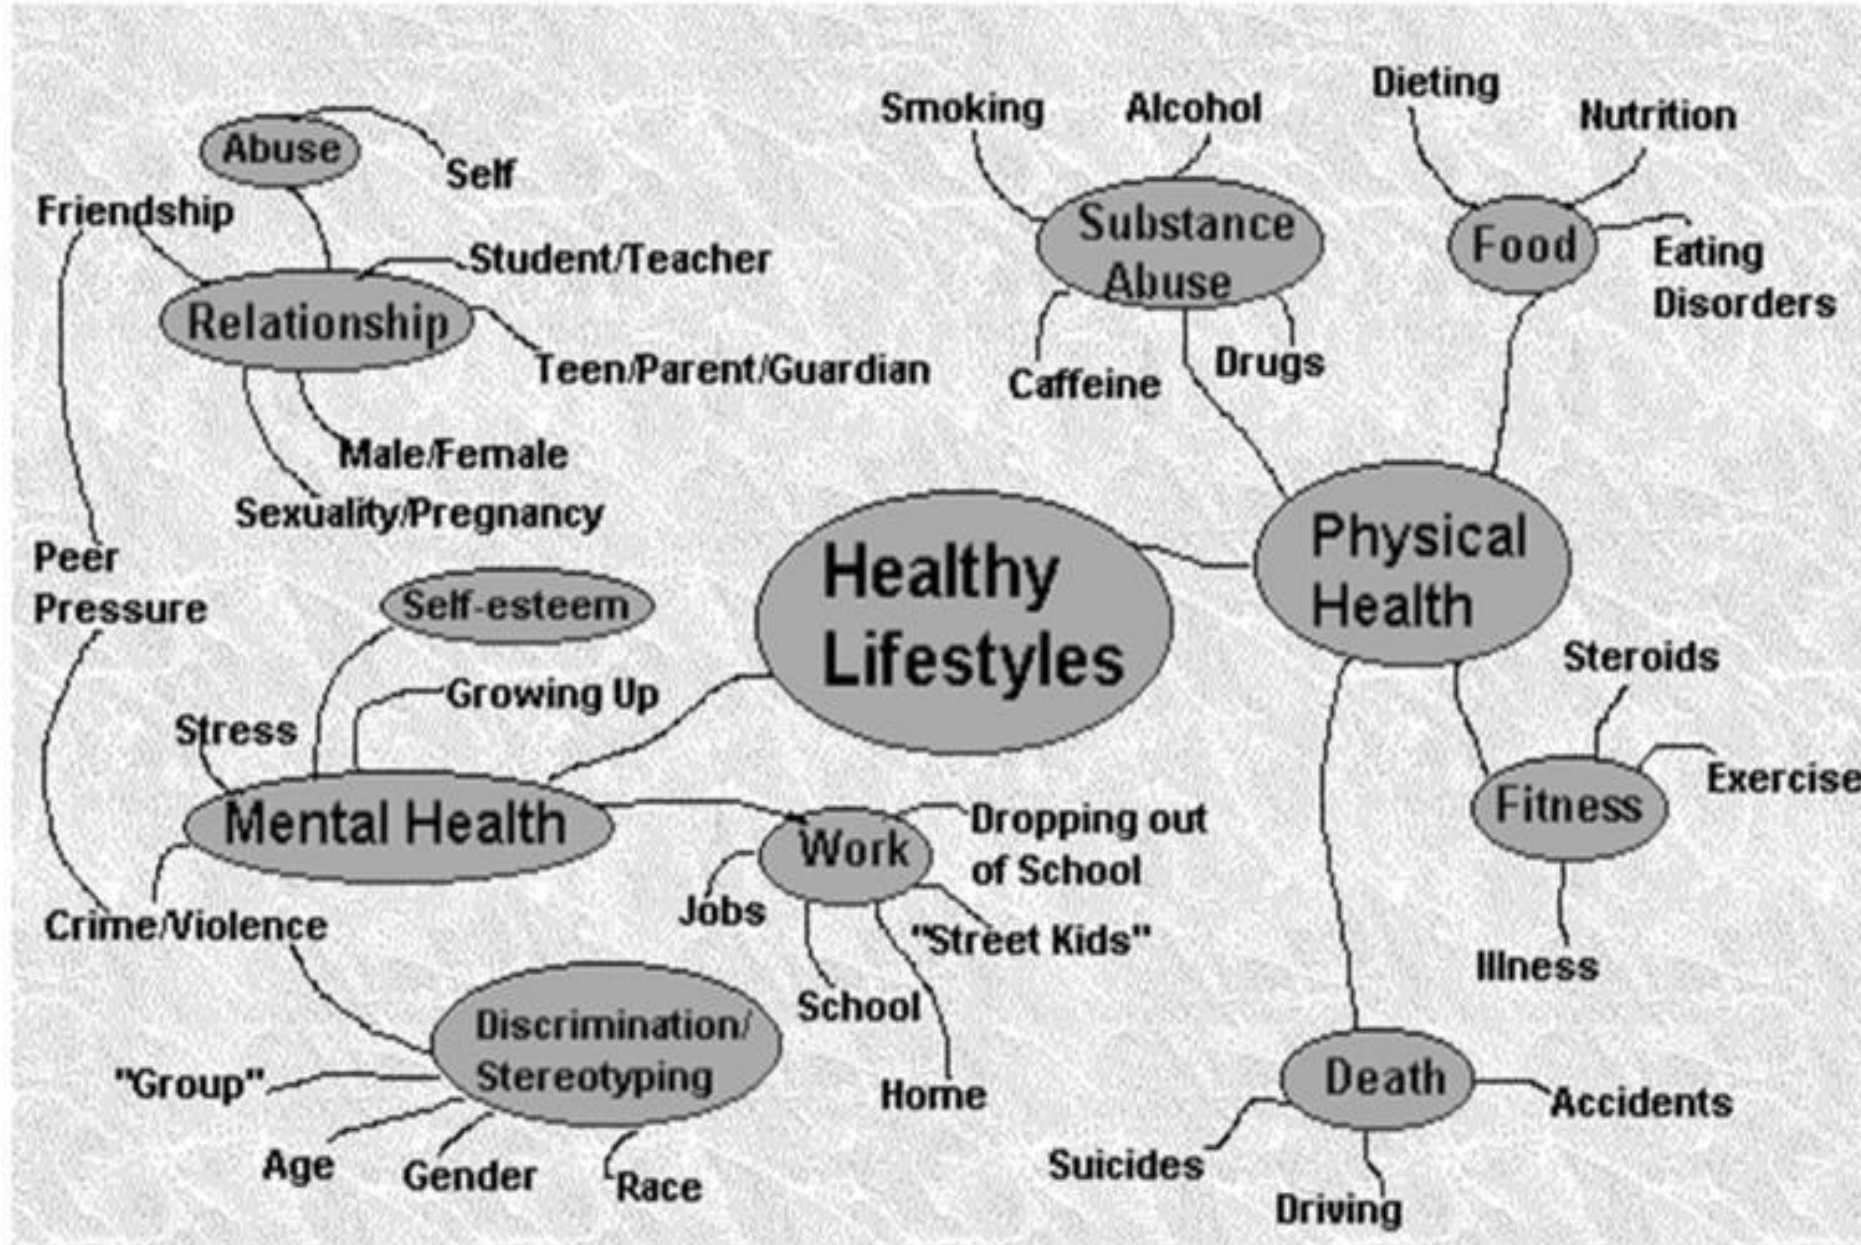 Abuse
Self
Friendship
Student/Teacher
Relationship
Teen/Parent/Guardian
Male/Female
Sexuality/Pregnancy
Peer
Pressure
Smoking
Alcohol
Substance
Abuse
Caffeine
Drugs
Dieting
Nutrition
Food
Eating
Disorders
Healthy
Lifestyles
Physical
Health
Self-esteem
Growing Up
Stress
Mental Health
Crime/Violence
Work
Dropping out
of School
Jobs
"Street Kids"
School
Home
Discrimination/
Stereotyping
"Group"
Age
Gender
Race
Steroids
Exercise
Fitness
Illness
Death
Accidents
Suicides
Driving